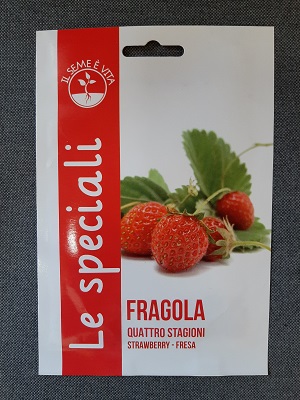 IL SEME È VITA
Le speciali
FRAGOLA
QUATTRO STAGIONI
STRAWBERRY - FRESA